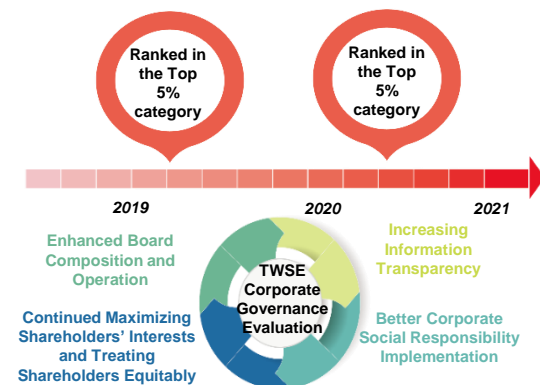 Ranked in
the Top
5%
category
Ranked in
the Top
5%
category
2019
2020
2021
Enhanced Board
Composition and
Operation
Increasing
Information
Transparency
TWSE
Corporate
Governance
Evaluation
Continued Maximizing
Shareholders’ Interests
and Treating
Shareholders Equitably
Better Corporate
Social Responsibility
Implementation